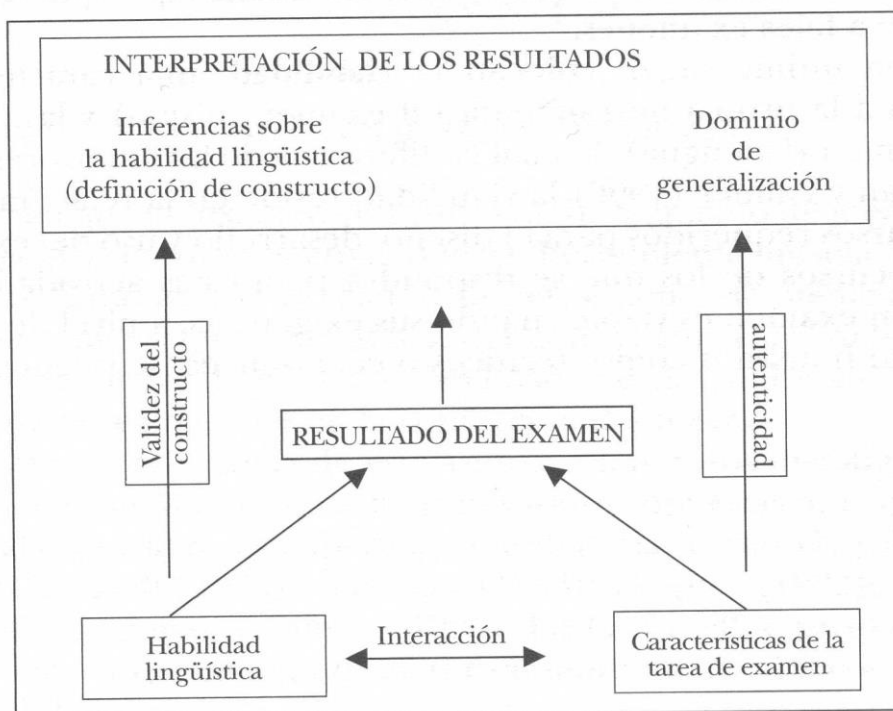 INTERPRETACIÓN DE LOS RESULTADOS
Inferencias sobre
la habilidad lingüística
(definición de constructo)
Dominio
de
generalización
Validez del
constructo
autenticidad
RESULTADO DEL EXAMEN
Habilidad
lingüística
Interacción
Características de la
tarea de examen